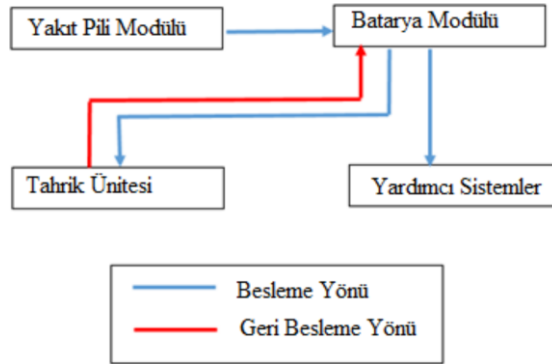 Yakıt Pili Modülü
Batarya Modülü
Tahrik Ünitesi
Yardımcı Sistemler
Besleme Yönü
Geri Besleme Yönü